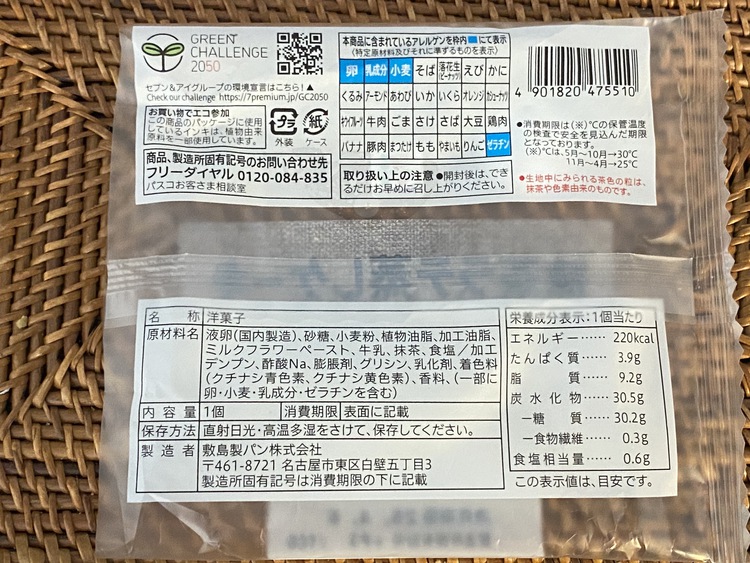 GREEN
CHALLENGE
2050
セブン&アイグループの環境宣言はこちら!▲
Check our challenge https://7premium.jp/GC2050
お買い物でエコ参加
この商品のパッケージに使用
しているインキは、植物由来
原料を一部使用しています。
プラ 紙
外装 ケース
商品、製造所固有記号のお問い合わせ先
フリーダイヤル 0120-084-835
パスコお客さま相談室
本商品に含まれているアレルゲンを枠内■にて表示
(特定原材料及びそれに準ずるものを表示)
卵 乳成分 小麦 そば 落花生(ピーナッツ) えび かに
くるみ アーモンド あわび いか いくら オレンジ カシューナッツ
キウイフルーツ 牛肉 ごま さけ さば 大豆 鶏肉
バナナ 豚肉 まつたけ もも やまいも りんご ゼラチン
取り扱い上の注意 ●開封後は、でき
るだけお早めに召し上がりください。
4 901820 475510
●消費期限は(※)℃の保管温度
の検査で安全を見込んだ期限
となっております。
(※)℃は、5月~10月→30℃
11月~4月→25℃
●生地中にみられる茶色の粒は、
抹茶や色素由来のものです。
名 称 洋菓子
原材料名 液卵(国内製造)、砂糖、小麦粉、植物油脂、加工油脂、
ミルクフラワーペースト、牛乳、抹茶、食塩/加工
デンプン、酢酸Na、膨脹剤、グリシン、乳化剤、着色料
(クチナシ青色素、クチナシ黄色素)、香料、(一部に
卵・小麦・乳成分・ゼラチンを含む)
内容量 1個 消費期限 表面に記載
保存方法 直射日光・高温多湿をさけて、保存してください。
製造者 敷島製パン株式会社
〒461-8721 名古屋市東区白壁五丁目3
製造所固有記号は消費期限の下に記載
栄養成分表示:1個当たり
エネルギー…… 220kcal
たんぱく質…… 3.9g
脂質…… 9.2g
炭水化物…… 30.5g
-糖質…… 30.2g
-食物繊維…… 0.3g
食塩相当量…… 0.6g
この表示値は、目安です。